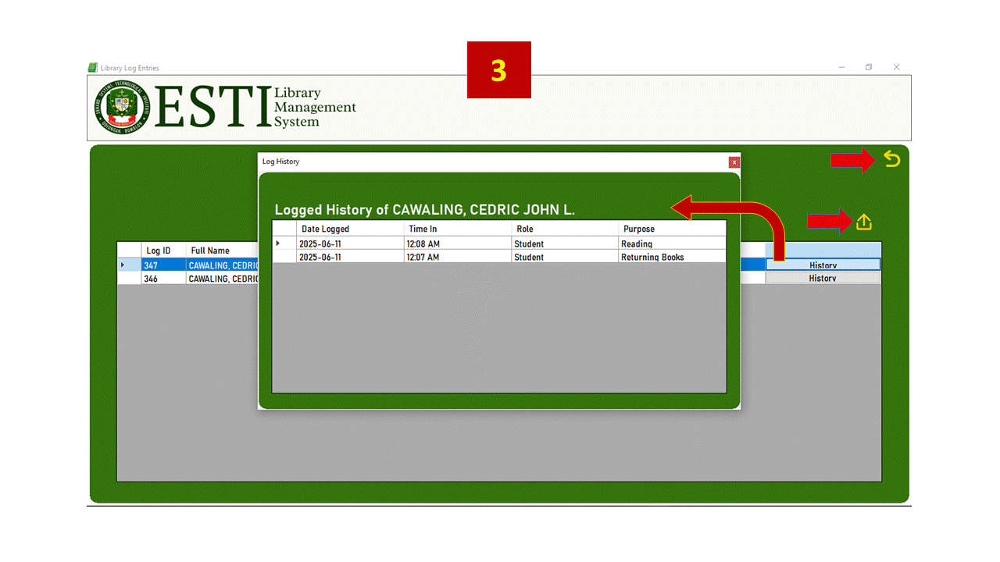 3
Library Log Entries
ESTI
Library
Management
System
Log History
Logged History of CAWALING, CEDRIC JOHN L.
Date Logged Time In Role Purpose
2025-06-11 12:08 AM Student Reading
2025-06-11 12:07 AM Student Returning Books
Log ID Full Name
347 CAWALING, CEDRIC History
346 CAWALING, CEDRIC History